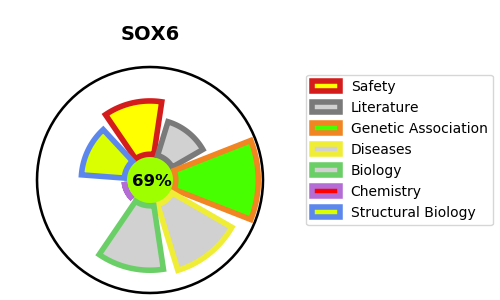 SOX6
69%
Safety
Literature
Genetic Association
Diseases
Biology
Chemistry
Structural Biology